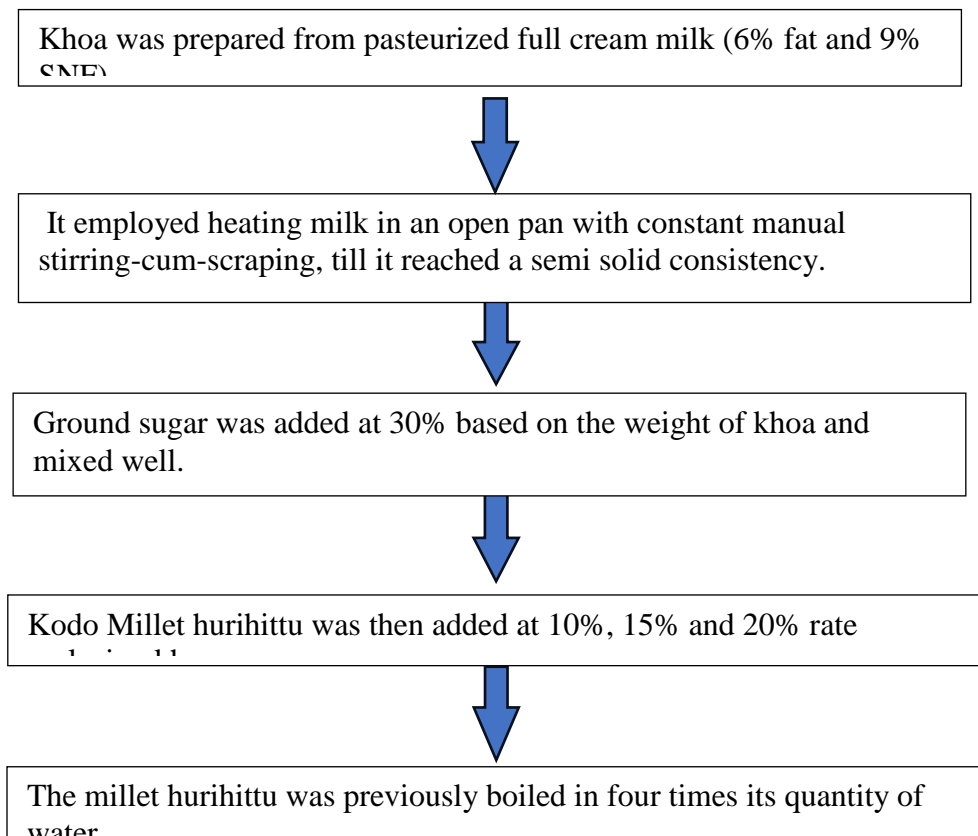 Khoa was prepared from pasteurized full cream milk (6% fat and 9%
SNF)
It employed heating milk in an open pan with constant manual
stirring-cum-scraping, till it reached a semi solid consistency.
Ground sugar was added at 30% based on the weight of khoa and
mixed well.
Kodo Millet hurihittu was then added at 10%, 15% and 20% rate
The millet hurihittu was previously boiled in four times its quantity of
water